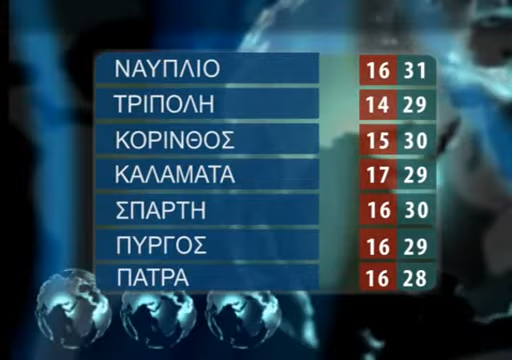 ΝΑΥΠΛΙΟ 16 31
ΤΡΙΠΟΛΗ 14 29
ΚΟΡΙΝΘΟΣ 15 30
ΚΑΛΑΜΑΤΑ 17 29
ΣΠΑΡΤΗ 16 30
ΠΥΡΓΟΣ 16 29
ΠΑΤΡΑ 16 28